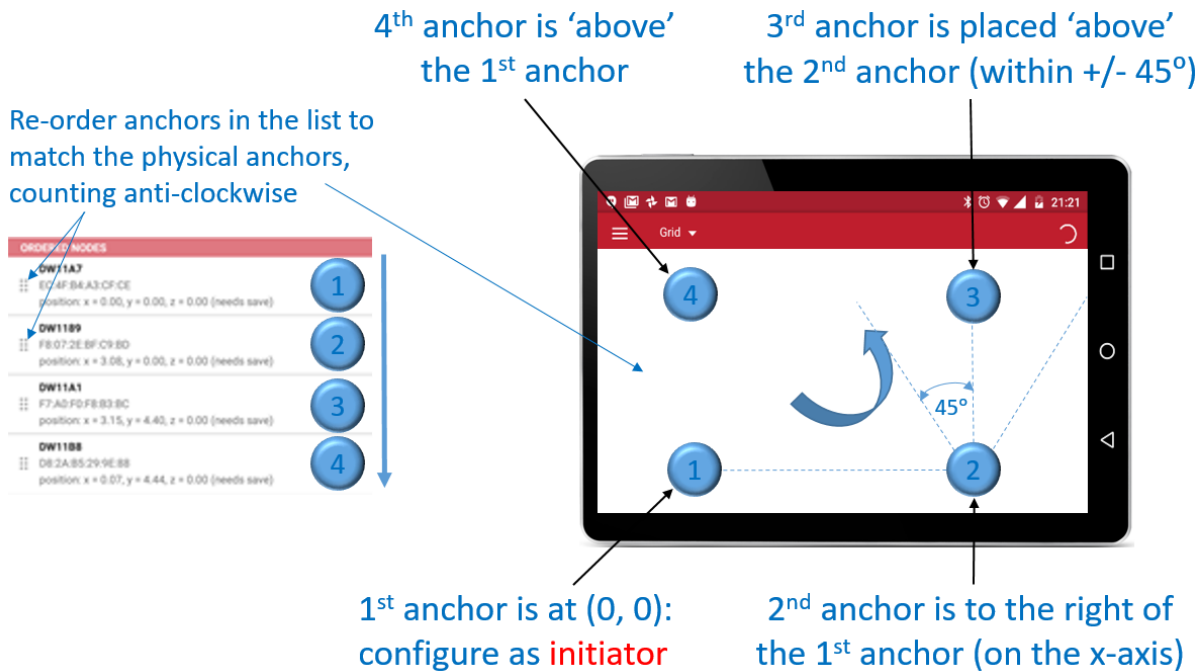 4th anchor is ‘above’
the 1st anchor
3rd anchor is placed ‘above’
the 2nd anchor (within +/- 45º)
Re-order anchors in the list to
match the physical anchors,
counting anti-clockwise
ORDERED NODES
DW11A7
EC:4F:B4:A3:CF:CE
position: x = 0.00, y = 0.00, z = 0.00 (needs save)
1
DW1189
F8:07:2E:BF:C9:BD
position: x = 3.08, y = 0.00, z = 0.00 (needs save)
2
DW11A1
F7:A0:F0:F8:B3:BC
position: x = 3.15, y = 4.40, z = 0.00 (needs save)
3
DW11B8
D8:2A:B5:29:9E:88
position: x = 0.07, y = 4.44, z = 0.00 (needs save)
4
21:21
Grid
4
3
45º
1
2
1st anchor is at (0, 0):
configure as initiator
2nd anchor is to the right of
the 1st anchor (on the x-axis)